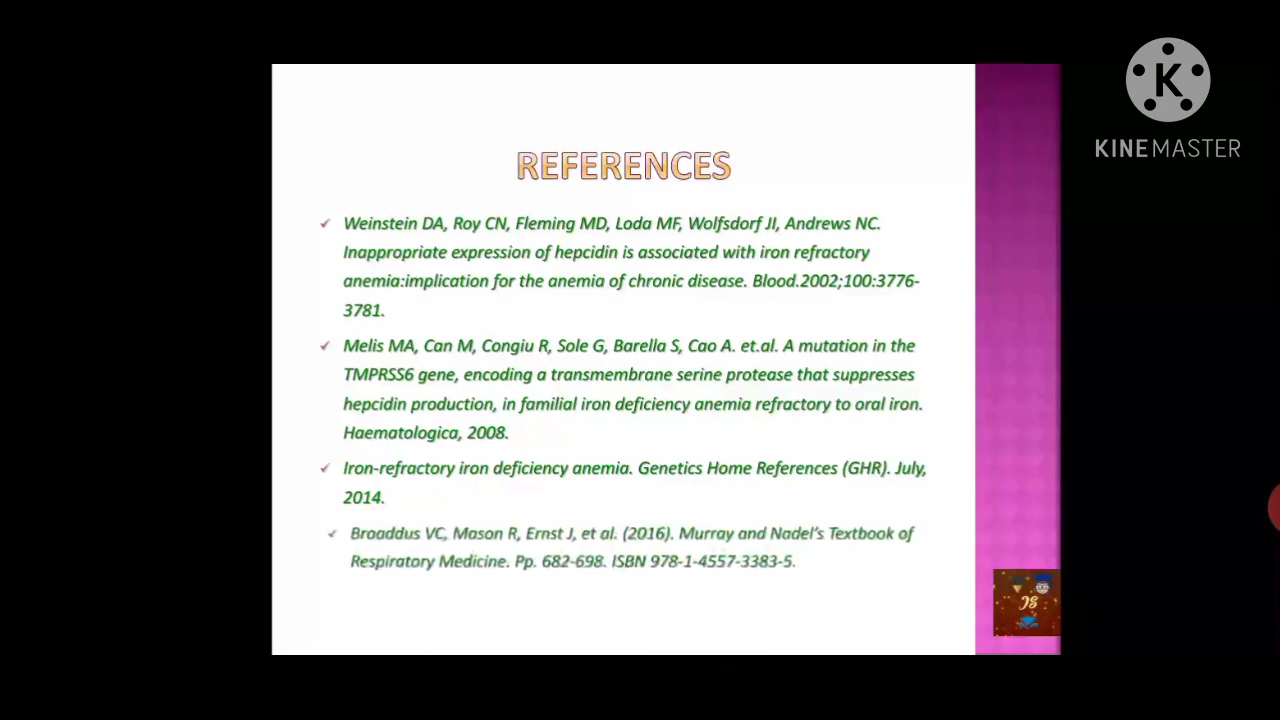 K
KINEMASTER
REFERENCES
Weinstein DA, Roy CN, Fleming MD, Loda MF, Wolfsdorf JI, Andrews NC.
Inappropriate expression of hepcidin is associated with iron refractory
anemia:implication for the anemia of chronic disease. Blood.2002;100:3776-
3781.
Melis MA, Can M, Congiu R, Sole G, Barella S, Cao A. et.al. A mutation in the
TMPRSS6 gene, encoding a transmembrane serine protease that suppresses
hepcidin production, in familial iron deficiency anemia refractory to oral iron.
Haematologica, 2008.
Iron-refractory iron deficiency anemia. Genetics Home References (GHR). July,
2014.
Broaddus VC, Mason R, Ernst J, et al. (2016). Murray and Nadel's Textbook of
Respiratory Medicine. Pp. 682-698. ISBN 978-1-4557-3383-5.
JS